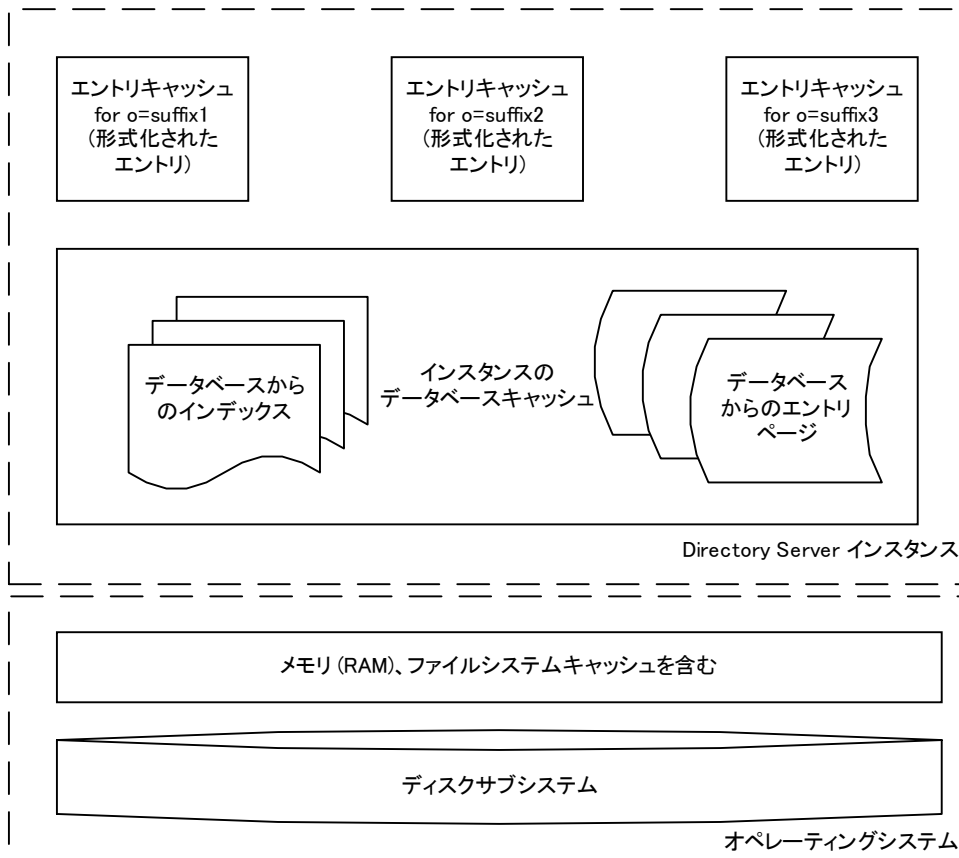 エントリキャッシュ
for o=suffix1
(形式化された
エントリ)
エントリキャッシュ
for o=suffix2
(形式化された
エントリ)
エントリキャッシュ
for o=suffix3
(形式化された
エントリ)
データベースから
のインデックス
インスタンスの
データベースキャッシュ
データベース
からのエントリ
ページ
Directory Server インスタンス
メモリ (RAM)、ファイルシステムキャッシュを含む
ディスクサブシステム
オペレーティングシステム